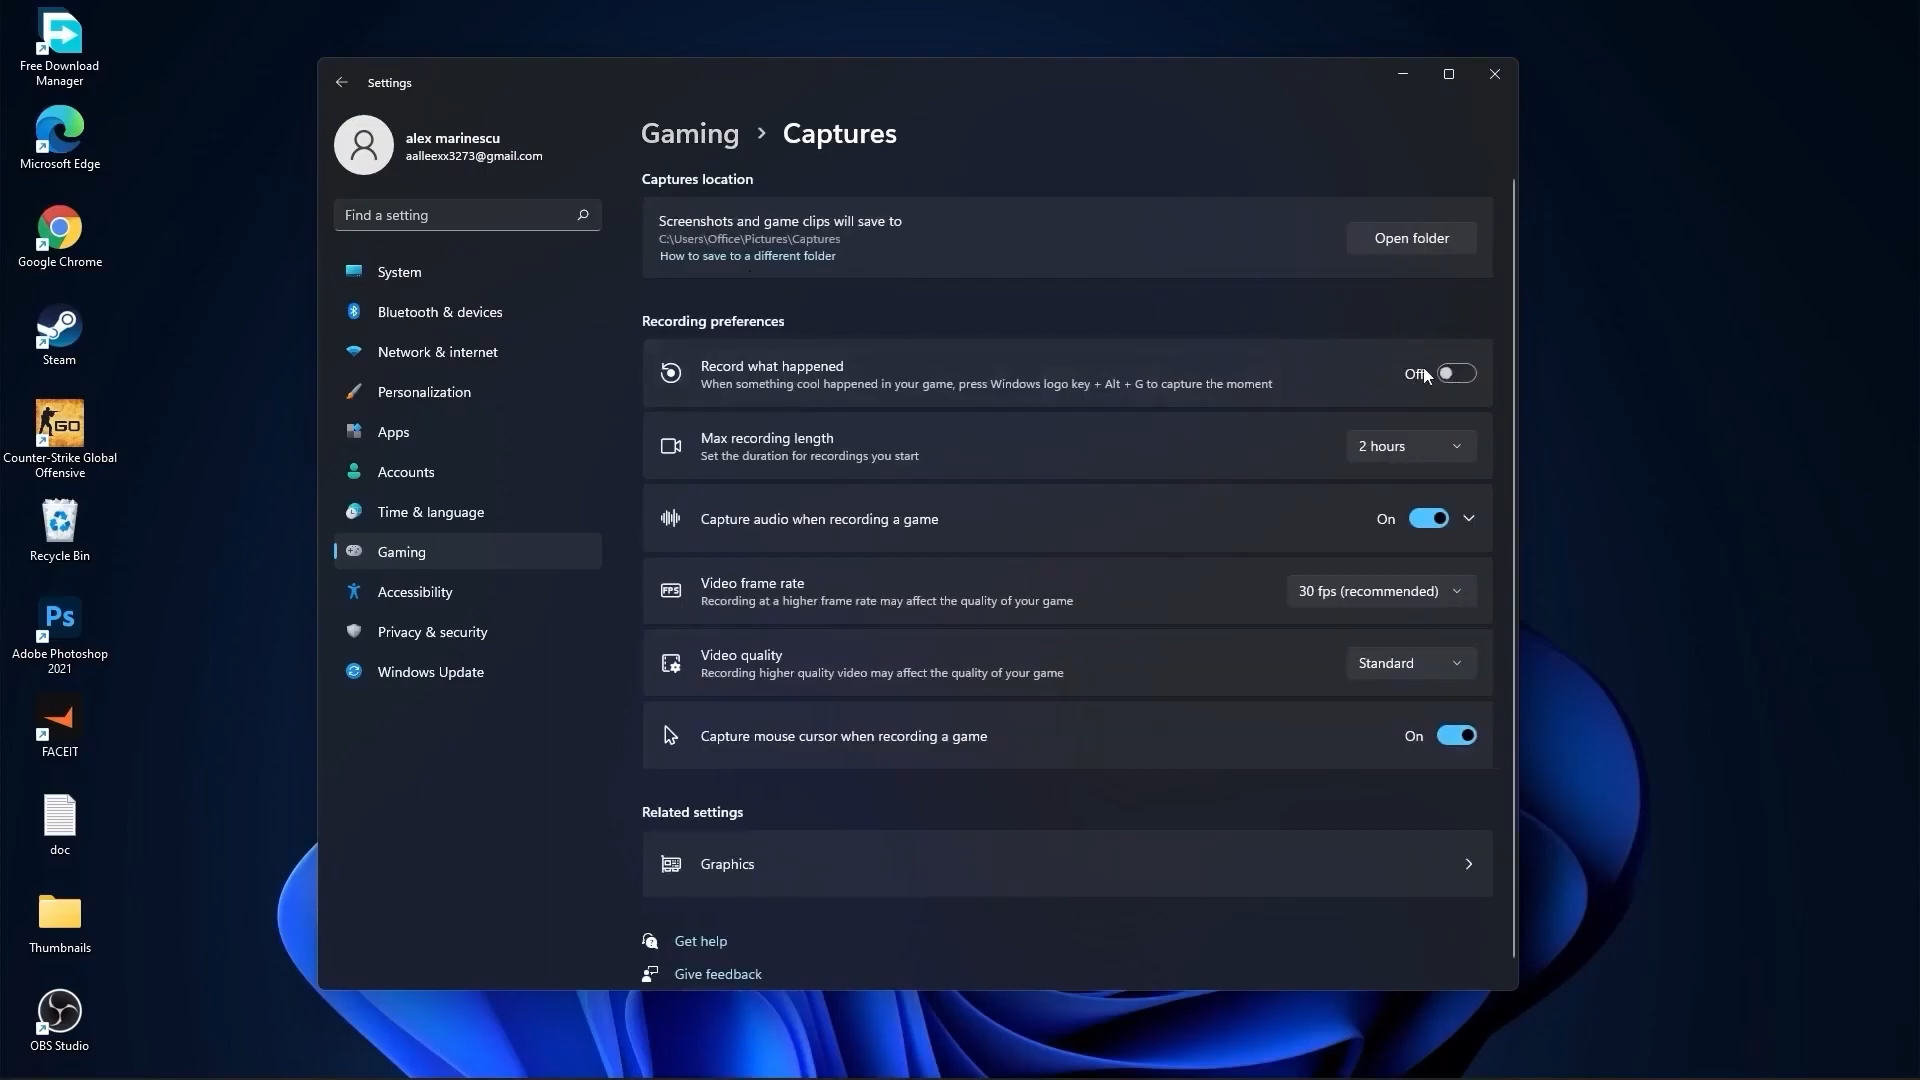 Free Download
Manager
Microsoft Edge
Google Chrome
Steam
GO
Counter-Strike Global
Offensive
Recycle Bin
Ps
Adobe Photoshop
2021
FACEIT
doc
Thumbnails
OBS Studio
Settings
alex marinescu
aalleexx3273@gmail.com
Find a setting
System
Bluetooth & devices
Network & internet
Personalization
Apps
Accounts
Time & language
Gaming
Accessibility
Privacy & security
Windows Update
Gaming > Captures
Captures location
Screenshots and game clips will save to
C:\Users\Office\Pictures\Captures
How to save to a different folder
Open folder
Recording preferences
Record what happened
When something cool happened in your game, press Windows logo key + Alt + G to capture the moment
Off
Max recording length
Set the duration for recordings you start
2 hours
Capture audio when recording a game
On
FPS
Video frame rate
Recording at a higher frame rate may affect the quality of your game
30 fps (recommended)
Video quality
Recording higher quality video may affect the quality of your game
Standard
Capture mouse cursor when recording a game
On
Related settings
Graphics
Get help
Give feedback